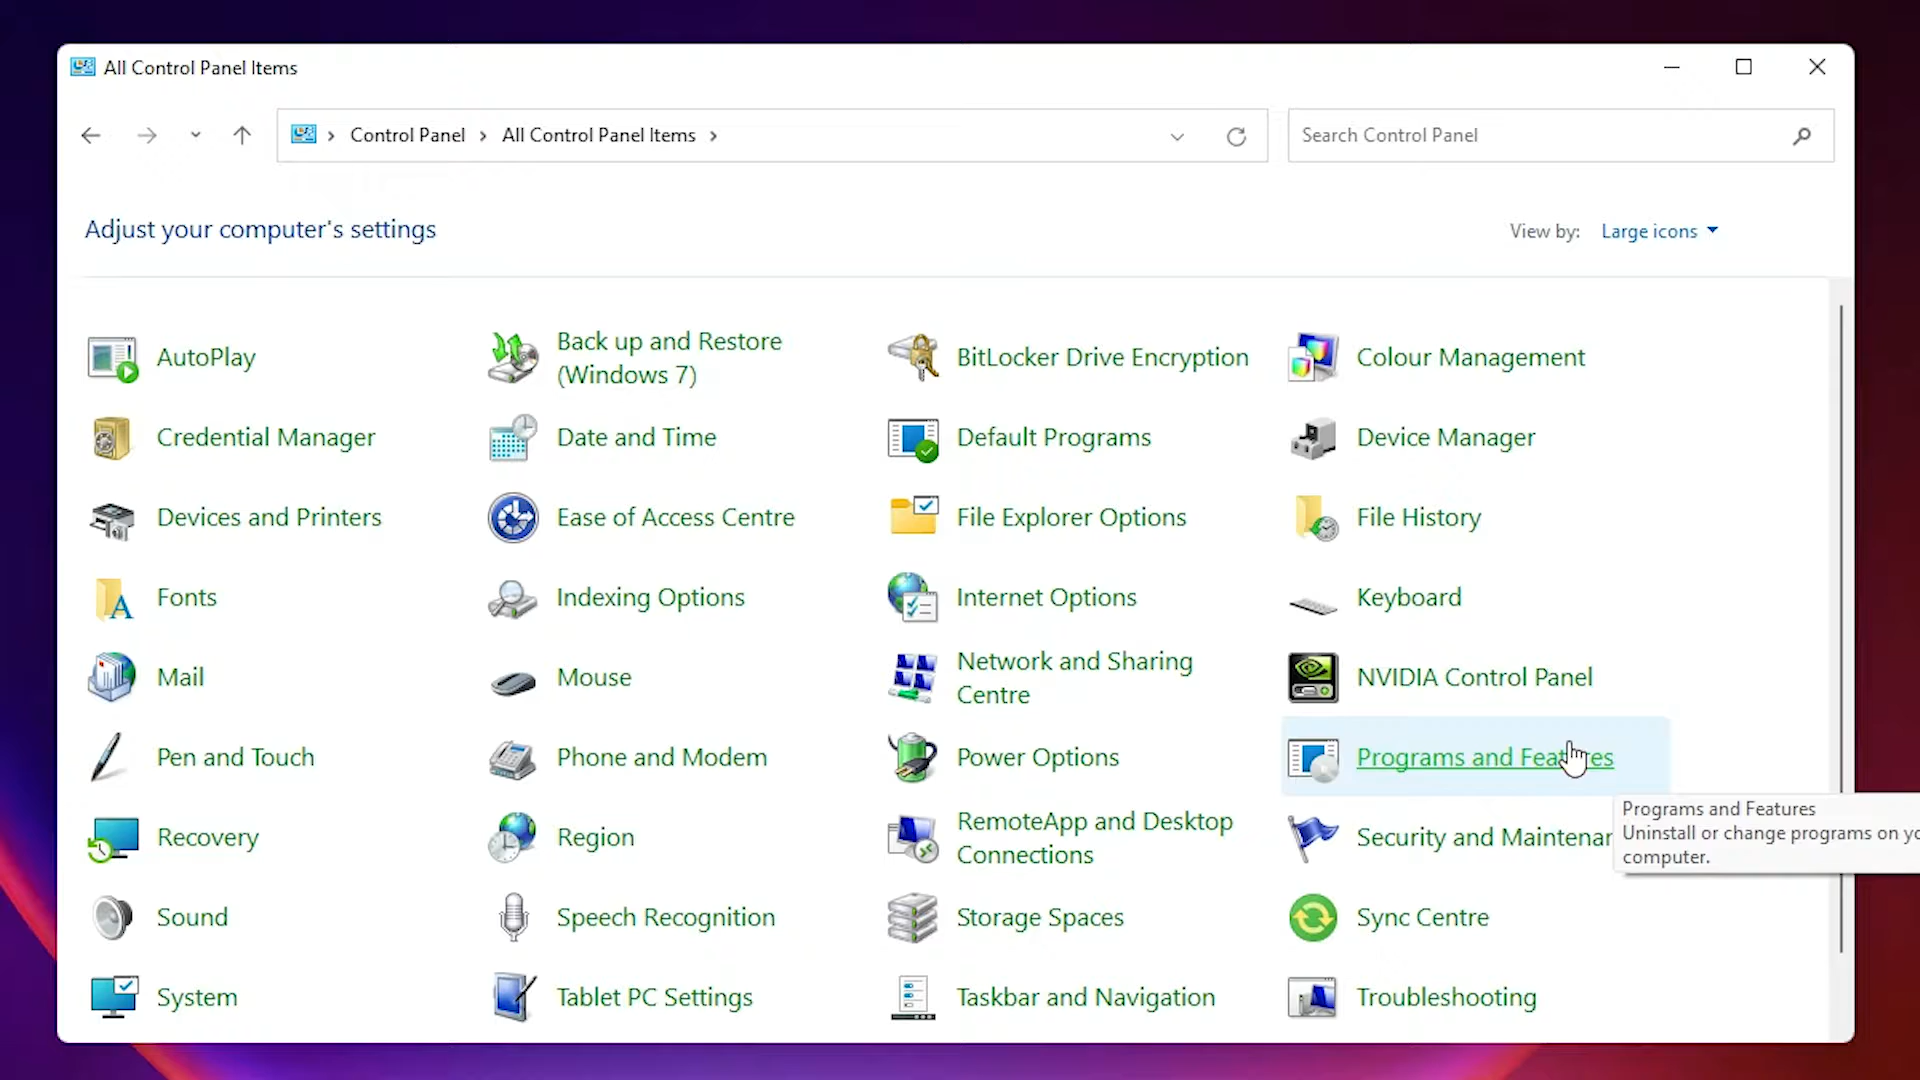 All Control Panel Items
Control Panel All Control Panel Items
Search Control Panel
Adjust your computer's settings
View by: Large icons
AutoPlay
Back up and Restore
(Windows 7)
BitLocker Drive Encryption
Colour Management
Credential Manager
Date and Time
Default Programs
Device Manager
Devices and Printers
Ease of Access Centre
File Explorer Options
File History
Fonts
Indexing Options
Internet Options
Keyboard
Mail
Mouse
Network and Sharing
Centre
NVIDIA Control Panel
Pen and Touch
Phone and Modem
Power Options
Programs and Features
Programs and Features
Uninstall or change programs on yo
computer.
Recovery
Region
RemoteApp and Desktop
Connections
Security and Maintenan
Sound
Speech Recognition
Storage Spaces
Sync Centre
System
Tablet PC Settings
Taskbar and Navigation
Troubleshooting